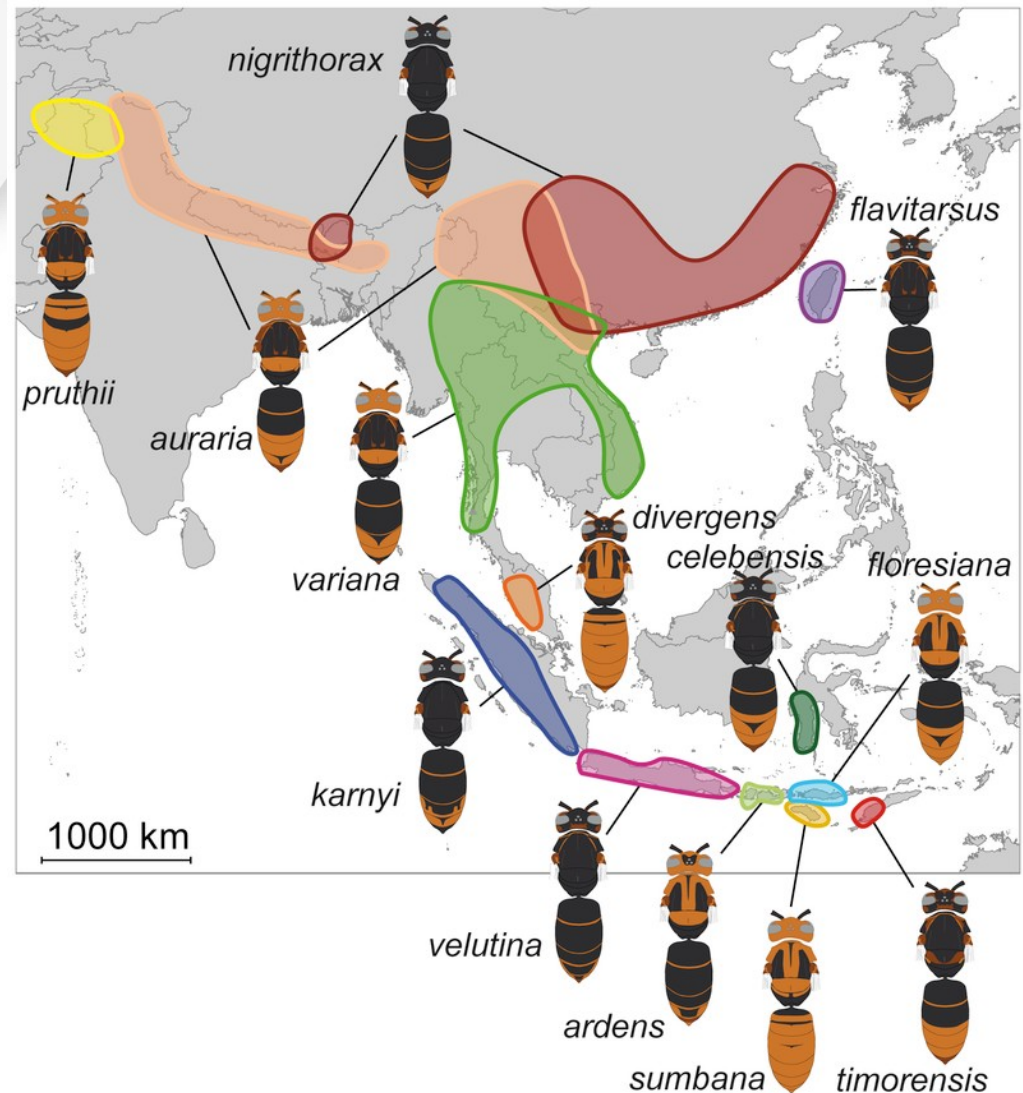 nigrithorax
flavitarsus
pruthii
auraria
variana
divergens
celebensis
floresiana
karnyi
1000 km
velutina
ardens
sumbana
timorensis